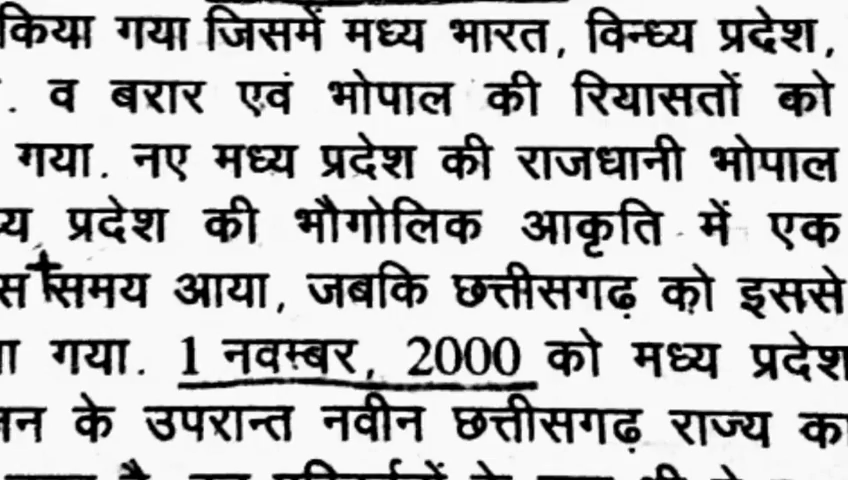 किया गया जिसमें मध्य भारत, विन्ध्य प्रदेश,
. व बरार एवं भोपाल की रियासतों को
गया. नए मध्य प्रदेश की राजधानी भोपाल
प्रदेश की भौगोलिक आकृति में एक
समय आया, जबकि छत्तीसगढ़ को इससे
गया. 1 नवम्बर, 2000 को मध्य प्रदेश
के उपरान्त नवीन छत्तीसगढ़ राज्य का